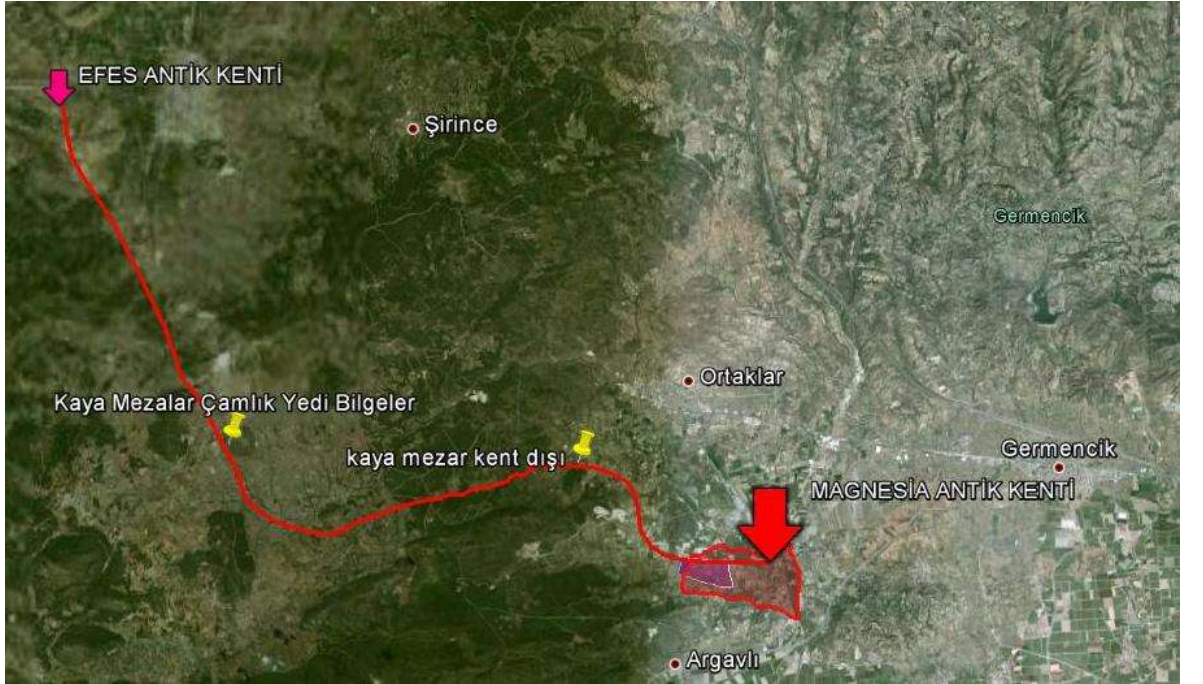 EFES ANTİK KENTİ
Şirince
Germencik
Ortaklar
Kaya Mezalar Çamlık Yedi Bilgeler
kaya mezar kent dışı
Germencik
MAGNESİA ANTİK KENTİ
Argavlı